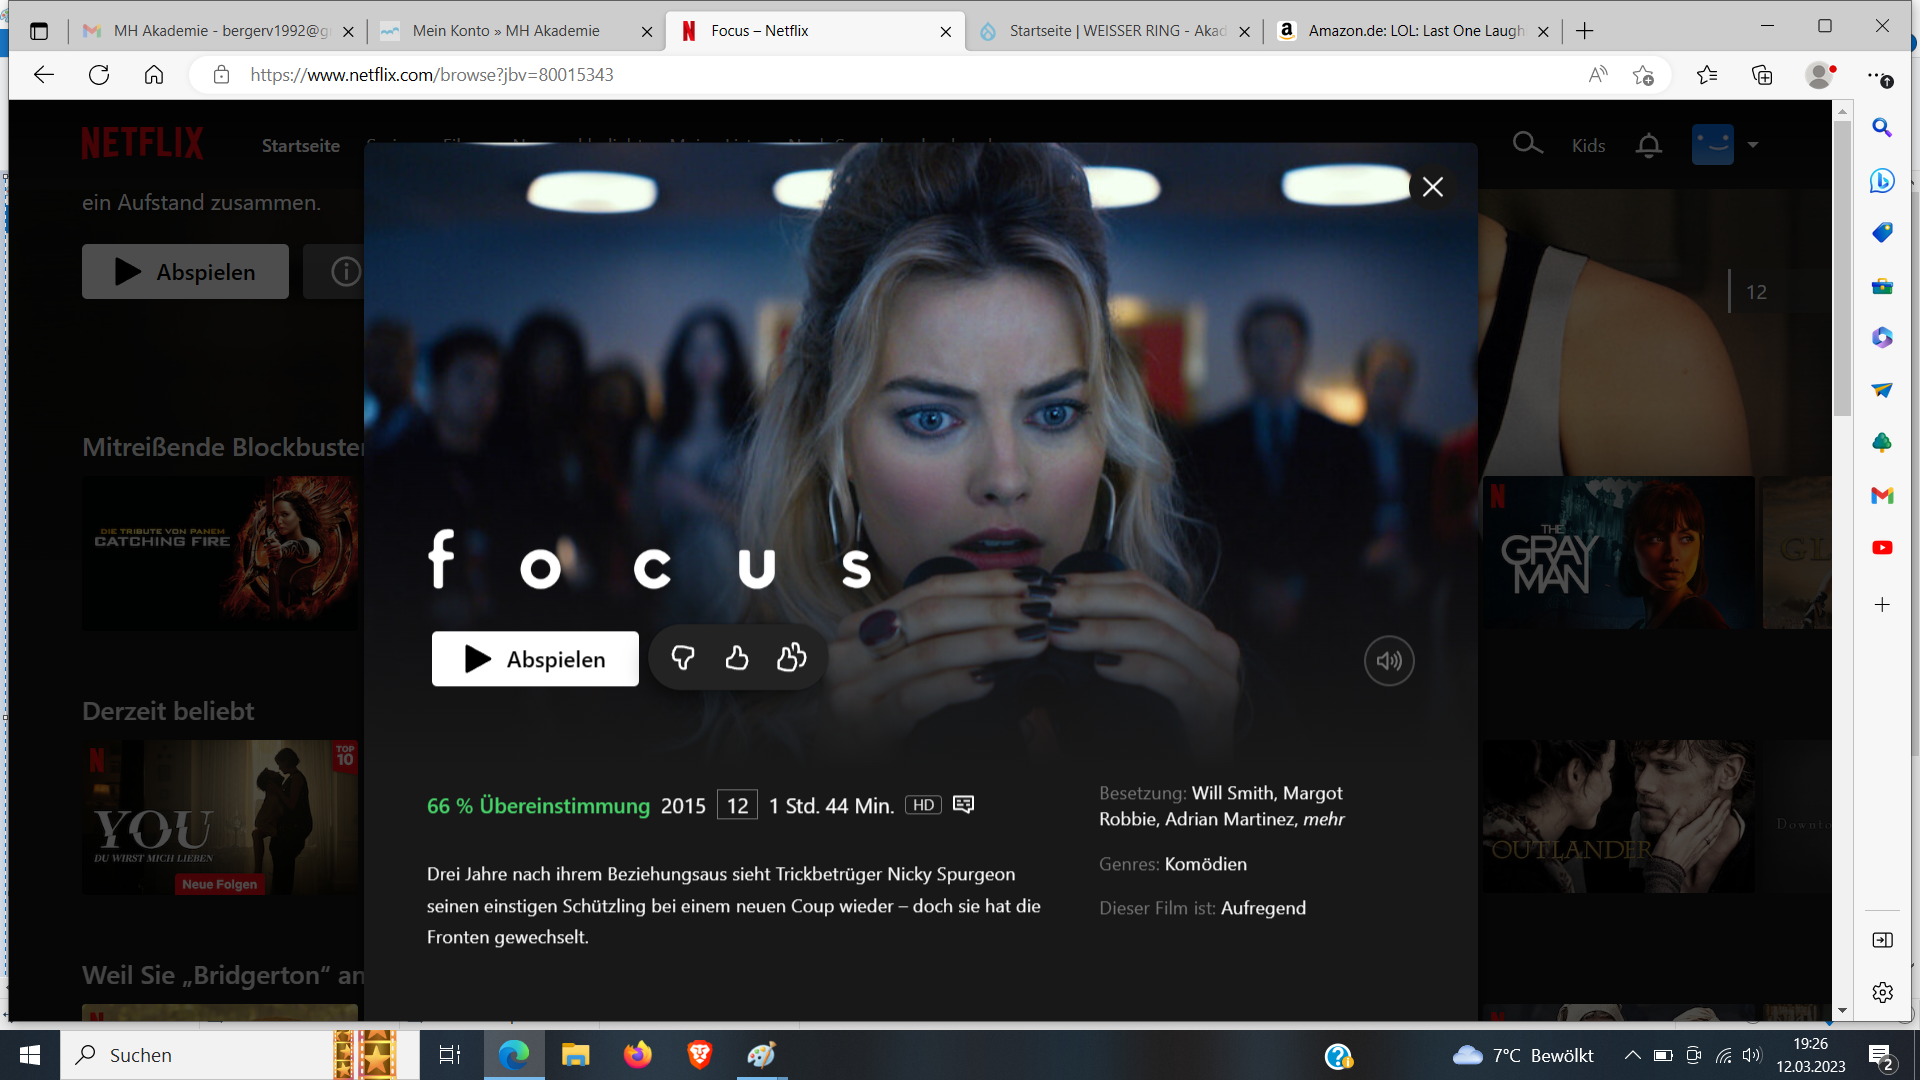 MH Akademie - bergerv1992@g
Mein Konto » MH Akademie
Focus – Netflix
Startseite | WEISSER RING - Akad
Amazon.de: LOL: Last One Laugh
https://www.netflix.com/browse?jbv=80015343
NETFLIX
Startseite
Kids
ein Aufstand zusammen.
Abspielen
12
Mitreißende Blockbuster
DIE TRIBUTE VON PANEM
CATCHING FIRE
THE
GRAY
MAN
focus
Abspielen
Derzeit beliebt
TOP
10
YOU
DU WIRST MICH LIEBEN
Neue Folgen
OUTLANDER
66 % Übereinstimmung 2015 12 1 Std. 44 Min. HD
Drei Jahre nach ihrem Beziehungsaus sieht Trickbetrüger Nicky Spurgeon
seinen einstigen Schützling bei einem neuen Coup wieder – doch sie hat die
Fronten gewechselt.
Besetzung: Will Smith, Margot
Robbie, Adrian Martinez, mehr
Genres: Komödien
Dieser Film ist: Aufregend
Weil Sie „Bridgerton“ an
Suchen
7°C Bewölkt
19:26
12.03.2023
2